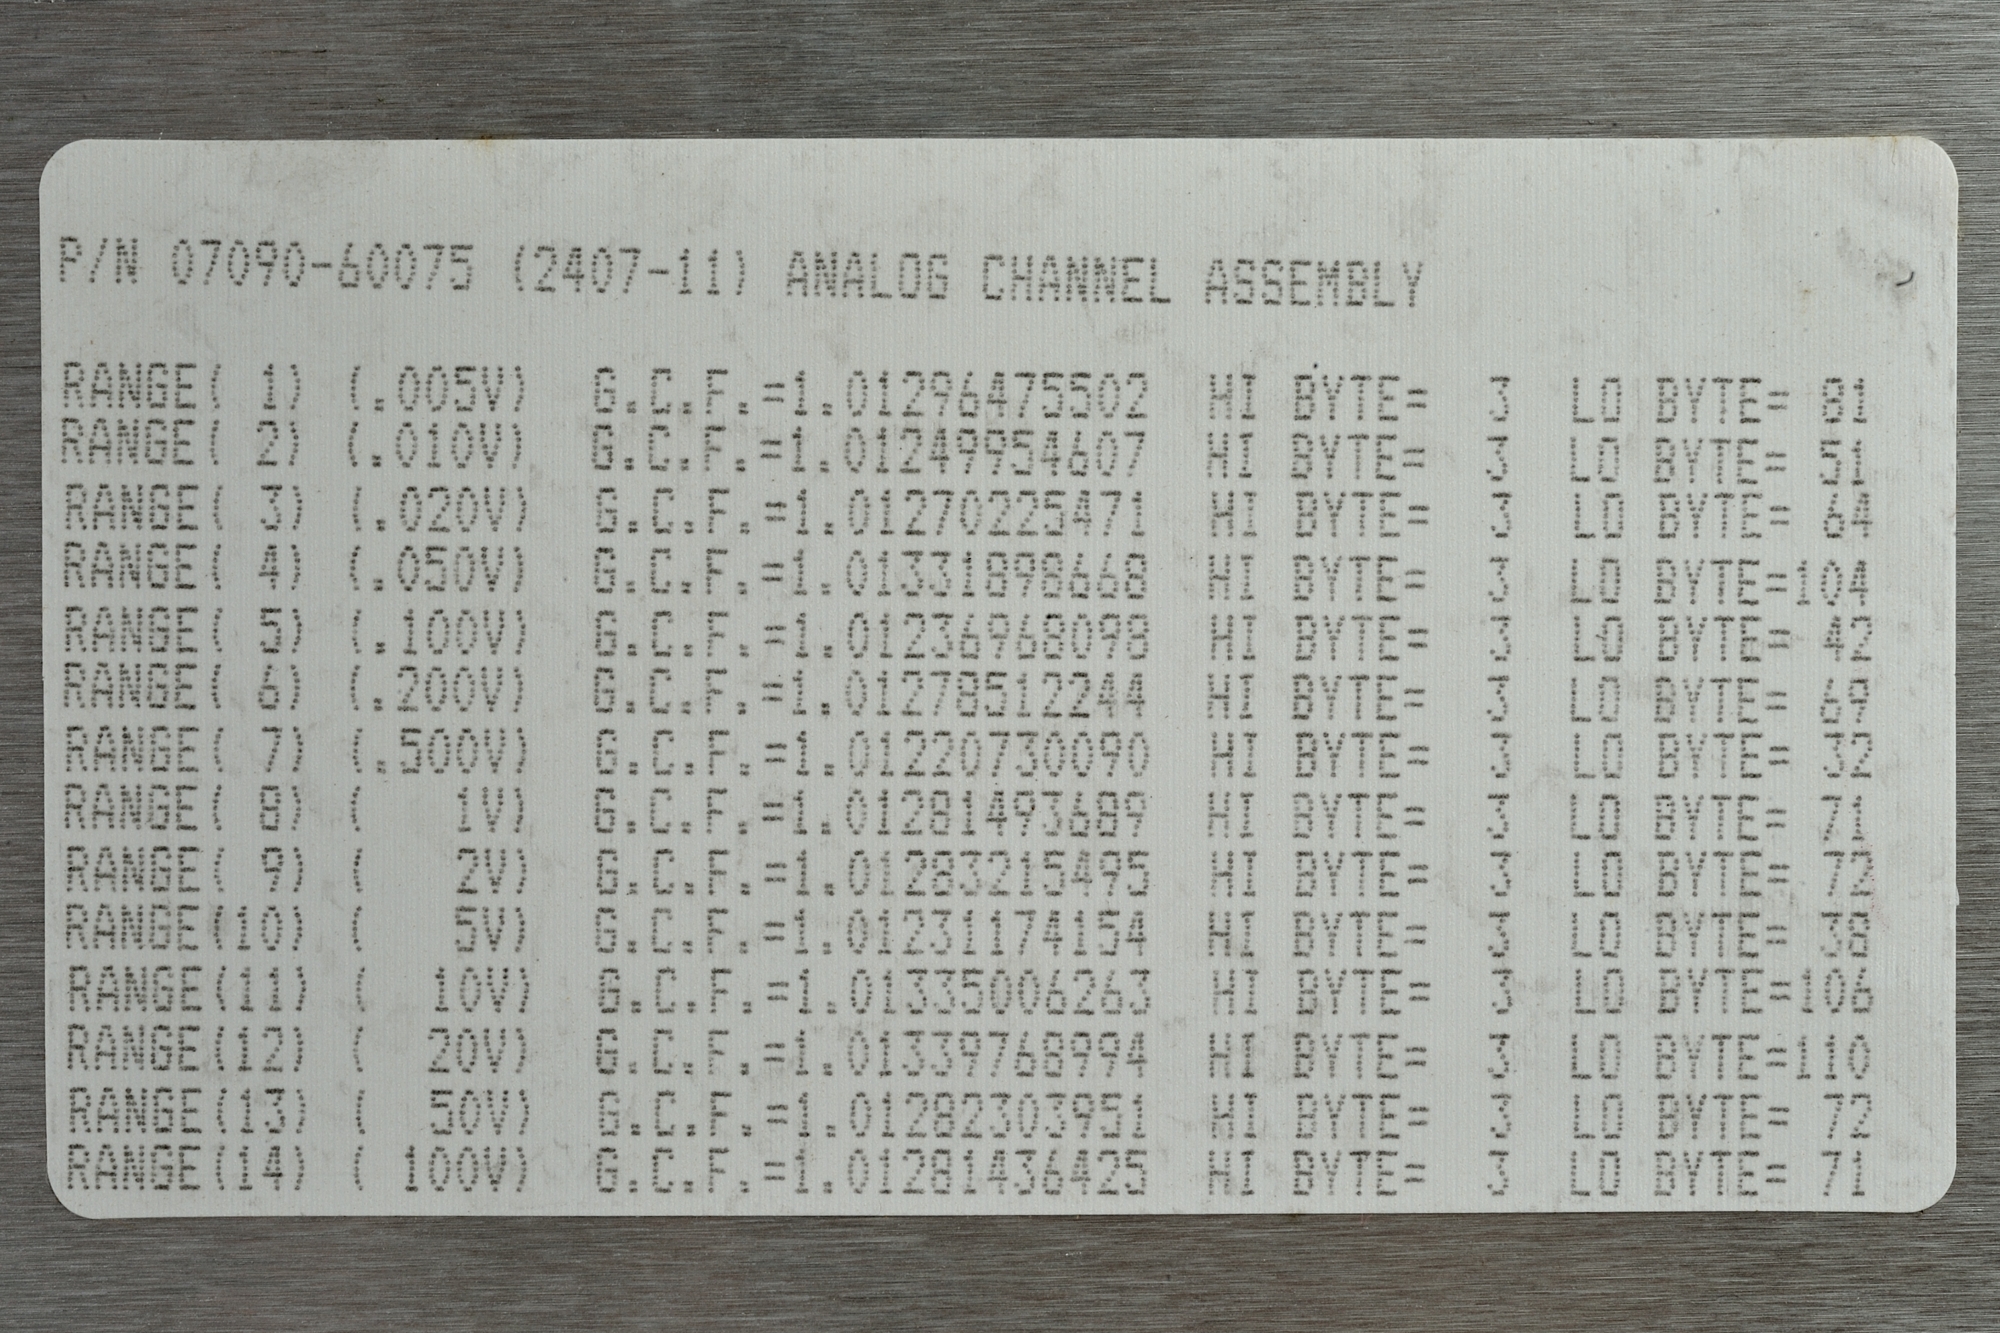 P/N 07090-60075 (2407-11) ANALOG CHANNEL ASSEMBLY
RANGE( 1) (.005V) G.C.F.=1.01296475502 HI BYTE= 3 LO BYTE= 81
RANGE( 2) (.010V) G.C.F.=1.01249754607 HI BYTE= 3 LO BYTE= 51
RANGE( 3) (.020V) G.C.F.=1.01270225471 HI BYTE= 3 LO BYTE= 64
RANGE( 4) (.050V) G.C.F.=1.01331898668 HI BYTE= 3 LO BYTE=104
RANGE( 5) (.100V) G.C.F.=1.01236948098 HI BYTE= 3 LO BYTE= 42
RANGE( 6) (.200V) G.C.F.=1.01278512244 HI BYTE= 3 LO BYTE= 69
RANGE( 7) (.500V) G.C.F.=1.01220730090 HI BYTE= 3 LO BYTE= 32
RANGE( 8) ( 1V) G.C.F.=1.01281493689 HI BYTE= 3 LO BYTE= 71
RANGE( 9) ( 2V) G.C.F.=1.01283215495 HI BYTE= 3 LO BYTE= 72
RANGE(10) ( 5V) G.C.F.=1.01231174154 HI BYTE= 3 LO BYTE= 38
RANGE(11) ( 10V) G.C.F.=1.01335006263 HI BYTE= 3 LO BYTE=108
RANGE(12) ( 20V) G.C.F.=1.01337658594 HI BYTE= 3 LO BYTE=110
RANGE(13) ( 50V) G.C.F.=1.01282303951 HI BYTE= 3 LO BYTE= 72
RANGE(14) ( 100V) G.C.F.=1.01281436425 HI BYTE= 3 LO BYTE= 71